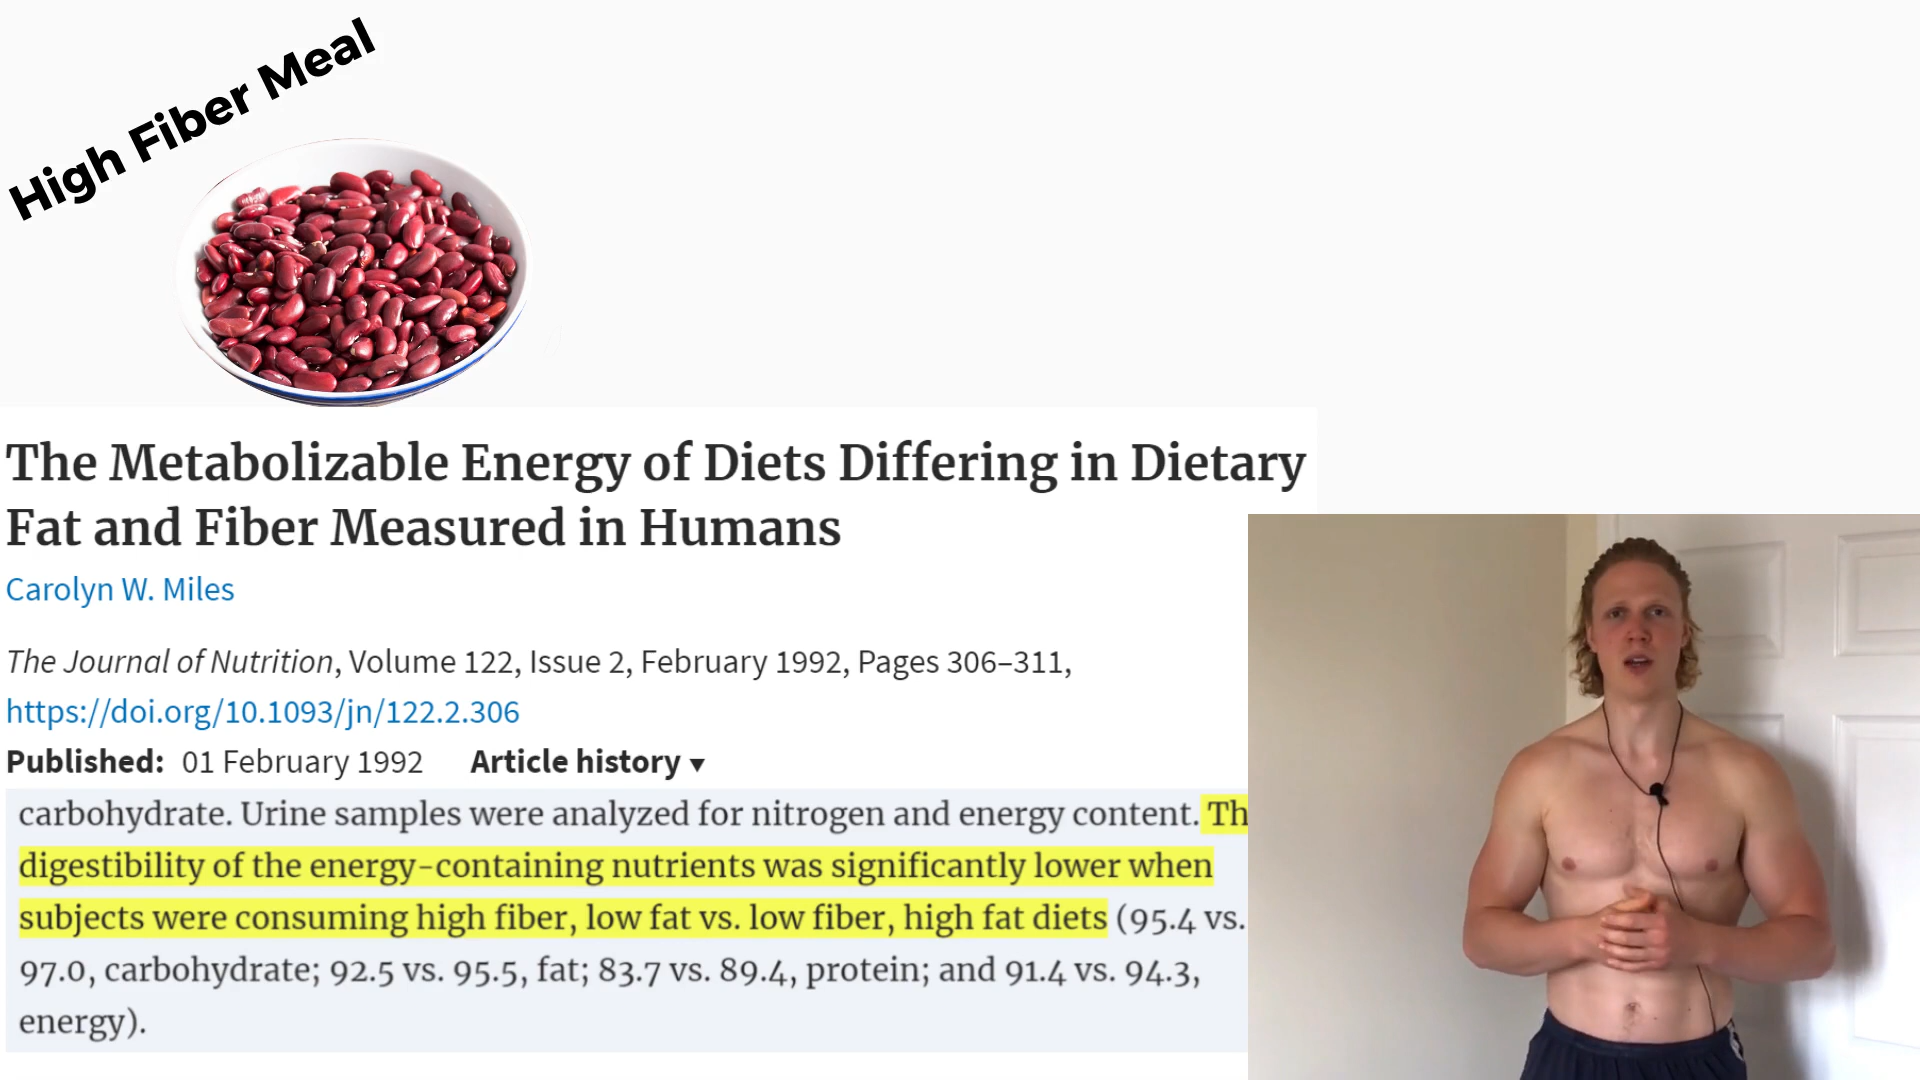 High Fiber Meal
The Metabolizable Energy of Diets Differing in Dietary
Fat and Fiber Measured in Humans
Carolyn W. Miles
The Journal of Nutrition, Volume 122, Issue 2, February 1992, Pages 306–311,
https://doi.org/10.1093/jn/122.2.306
Published: 01 February 1992 Article history ▼
carbohydrate. Urine samples were analyzed for nitrogen and energy content. Th
digestibility of the energy-containing nutrients was significantly lower when
subjects were consuming high fiber, low fat vs. low fiber, high fat diets (95.4 vs.
97.0, carbohydrate; 92.5 vs. 95.5, fat; 83.7 vs. 89.4, protein; and 91.4 vs. 94.3,
energy).